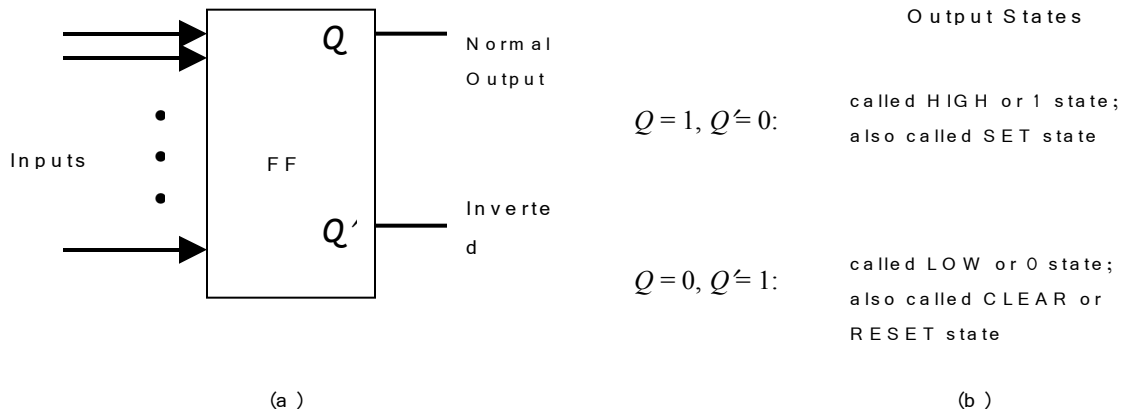 Inputs
FF
Q
Q′
Normal
Output
Inverte
d
(a)
Output States
Q = 1, Q′= 0:
called HIGH or 1 state;
also called SET state
Q = 0, Q′= 1:
called LOW or 0 state;
also called CLEAR or
RESET state
(b)